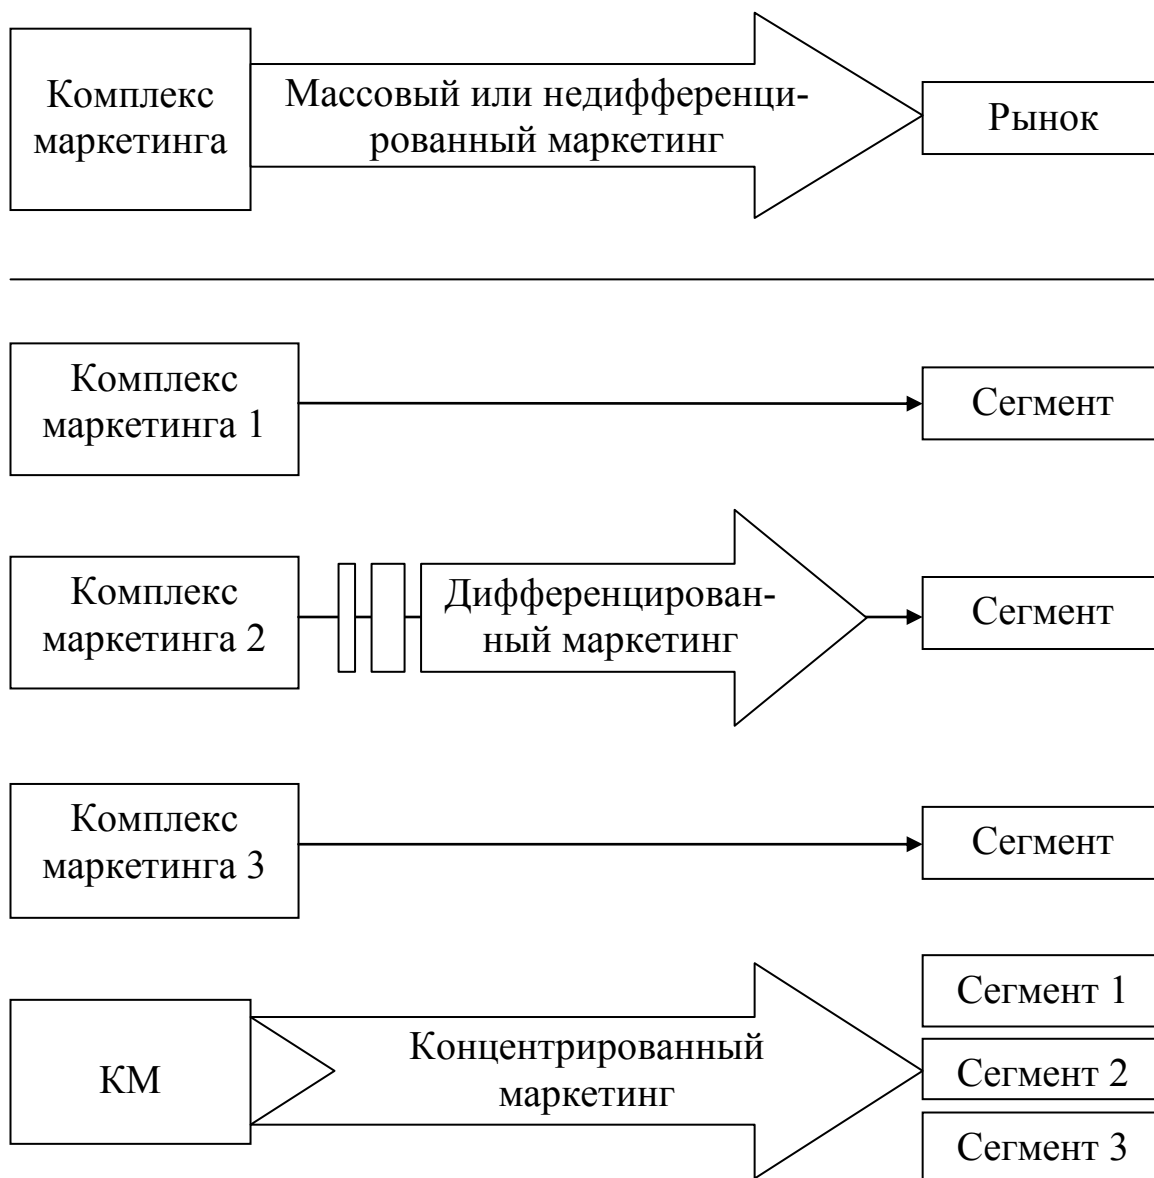 Комплекс
маркетинга
Массовый или недифференци-
рованный маркетинг
Рынок
Комплекс
маркетинга 1
Сегмент
Комплекс
маркетинга 2
Дифференцирован-
ный маркетинг
Сегмент
Комплекс
маркетинга 3
Сегмент
КМ
Концентрированный
маркетинг
Сегмент 1
Сегмент 2
Сегмент 3